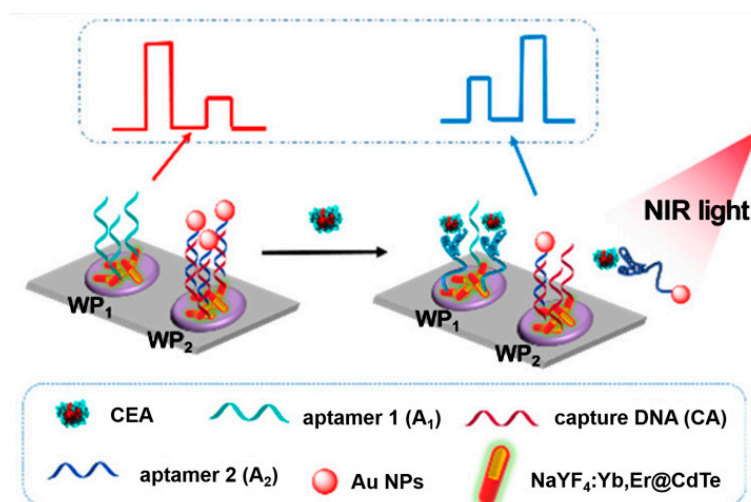 NIR light
WP₁
WP₂
WP₁
WP₂
CEA
aptamer 1 (A₁)
capture DNA (CA)
aptamer 2 (A₂)
Au NPs
NaYF₄:Yb,Er@CdTe